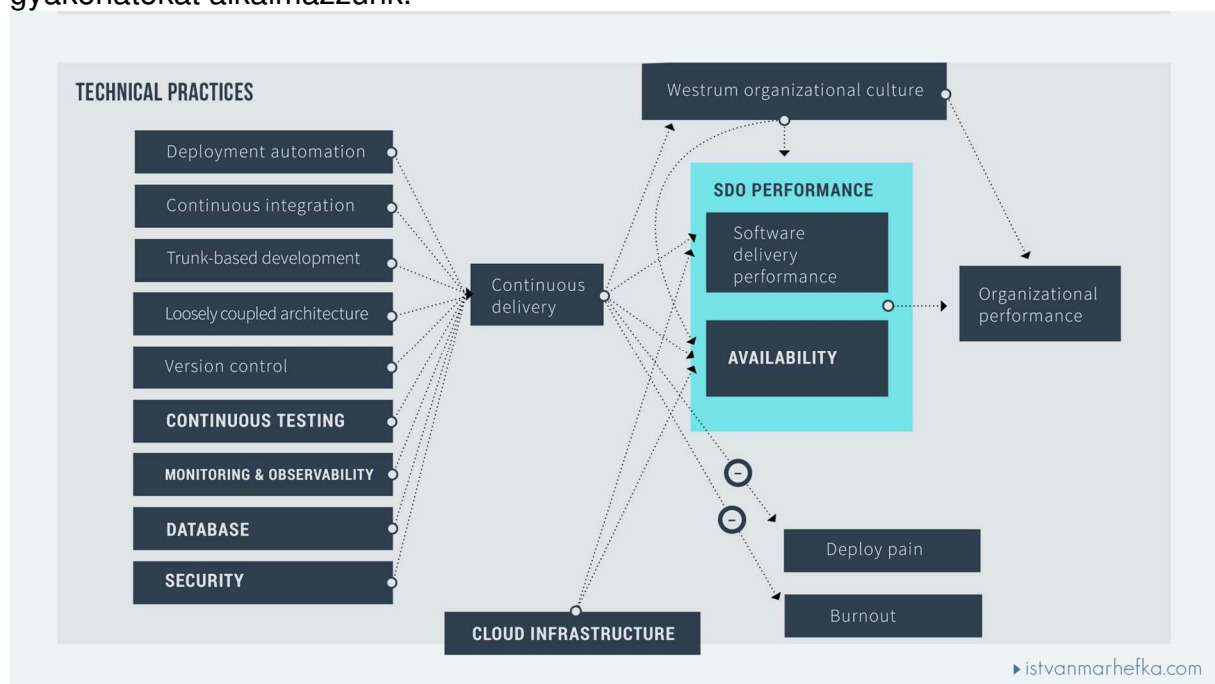 gyakorlatokat alkalmazzunk.
TECHNICAL PRACTICES
Westrum organizational culture
Deployment automation
Continuous integration
Trunk-based development
Loosely coupled architecture
Version control
CONTINUOUS TESTING
MONITORING & OBSERVABILITY
DATABASE
SECURITY
Continuous
delivery
CLOUD INFRASTRUCTURE
SDO PERFORMANCE
Software
delivery
performance
AVAILABILITY
Organizational
performance
−
−
Deploy pain
Burnout
istvanmarhefka.com